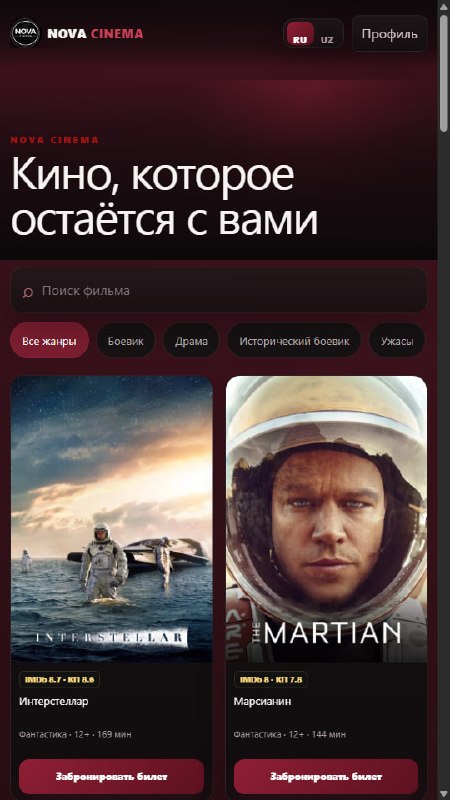 NOVA
NOVA CINEMA
RU UZ
Профиль
NOVA CINEMA
Кино, которое
остаётся с вами
Поиск фильма
Все жанры Боевик Драма Исторический боевик Ужасы
INTERSTELLAR
THE MARTIAN
IMDb 8.7 • КП 8.6
Интерстеллар
Фантастика • 12+ • 169 мин
Забронировать билет
IMDb 8 • КП 7.8
Марсианин
Фантастика • 12+ • 144 мин
Забронировать билет